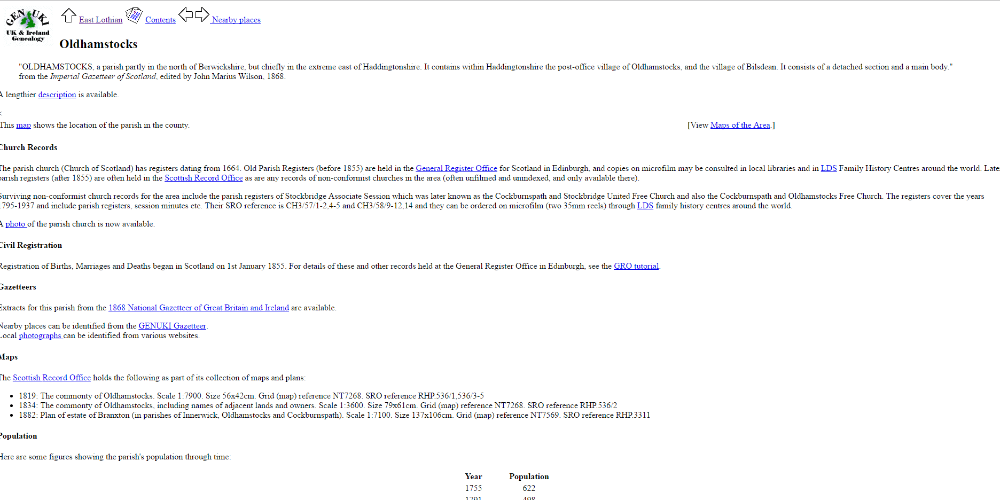 GENUKI
UK & Ireland
Genealogy
East Lothian Contents Nearby places
Oldhamstocks
"OLDHAMSTOCKS, a parish partly in the north of Berwickshire, but chiefly in the extreme east of Haddingtonshire. It contains within Haddingtonshire the post-office village of Oldhamstocks, and the village of Bilsdean. It consists of a detached section and a main body."
from the Imperial Gazetteer of Scotland, edited by John Marius Wilson, 1868.
A lengthier description is available.
<
This map shows the location of the parish in the county. [View Maps of the Area.]
Church Records
The parish church (Church of Scotland) has registers dating from 1664. Old Parish Registers (before 1855) are held in the General Register Office for Scotland in Edinburgh, and copies on microfilm may be consulted in local libraries and in LDS Family History Centres around the world. Late
parish registers (after 1855) are often held in the Scottish Record Office as are any records of non-conformist churches in the area (often unfilmed and unindexed, and only available there).
Surviving non-conformist church records for the area include the parish registers of Stockbridge Associate Session which was later known as the Cockburnspath and Stockbridge United Free Church and also the Cockburnspath and Oldhamstocks Free Church. The registers cover the years
1795-1937 and include parish registers, session minutes etc. Their SRO reference is CH3/57/1-2,4-5 and CH3/58/9-12,14 and they can be ordered on microfilm (two 35mm reels) through LDS family history centres around the world.
A photo of the parish church is now available.
Civil Registration
Registration of Births, Marriages and Deaths began in Scotland on 1st January 1855. For details of these and other records held at the General Register Office in Edinburgh, see the GRO tutorial.
Gazetteers
Extracts for this parish from the 1868 National Gazetteer of Great Britain and Ireland are available.
Nearby places can be identified from the GENUKI Gazetteer.
Local photographs can be identified from various websites.
Maps
The Scottish Record Office holds the following as part of its collection of maps and plans:
• 1819: The commonty of Oldhamstocks. Scale 1:7900. Size 56x42cm. Grid (map) reference NT7268. SRO reference RHP.536/1,536/3-5
• 1834: The commonty of Oldhamstocks, including names of adjacent lands and owners. Scale 1:3600. Size 79x61cm. Grid (map) reference NT7268. SRO reference RHP.536/2
• 1882: Plan of estate of Branxton (in parishes of Innerwick, Oldhamstocks and Cockburnspath). Scale 1:7100. Size 137x106cm. Grid (map) reference NT7569. SRO reference RHP.3311
Population
Here are some figures showing the parish's population through time:
Year Population
1755 622
1791 498